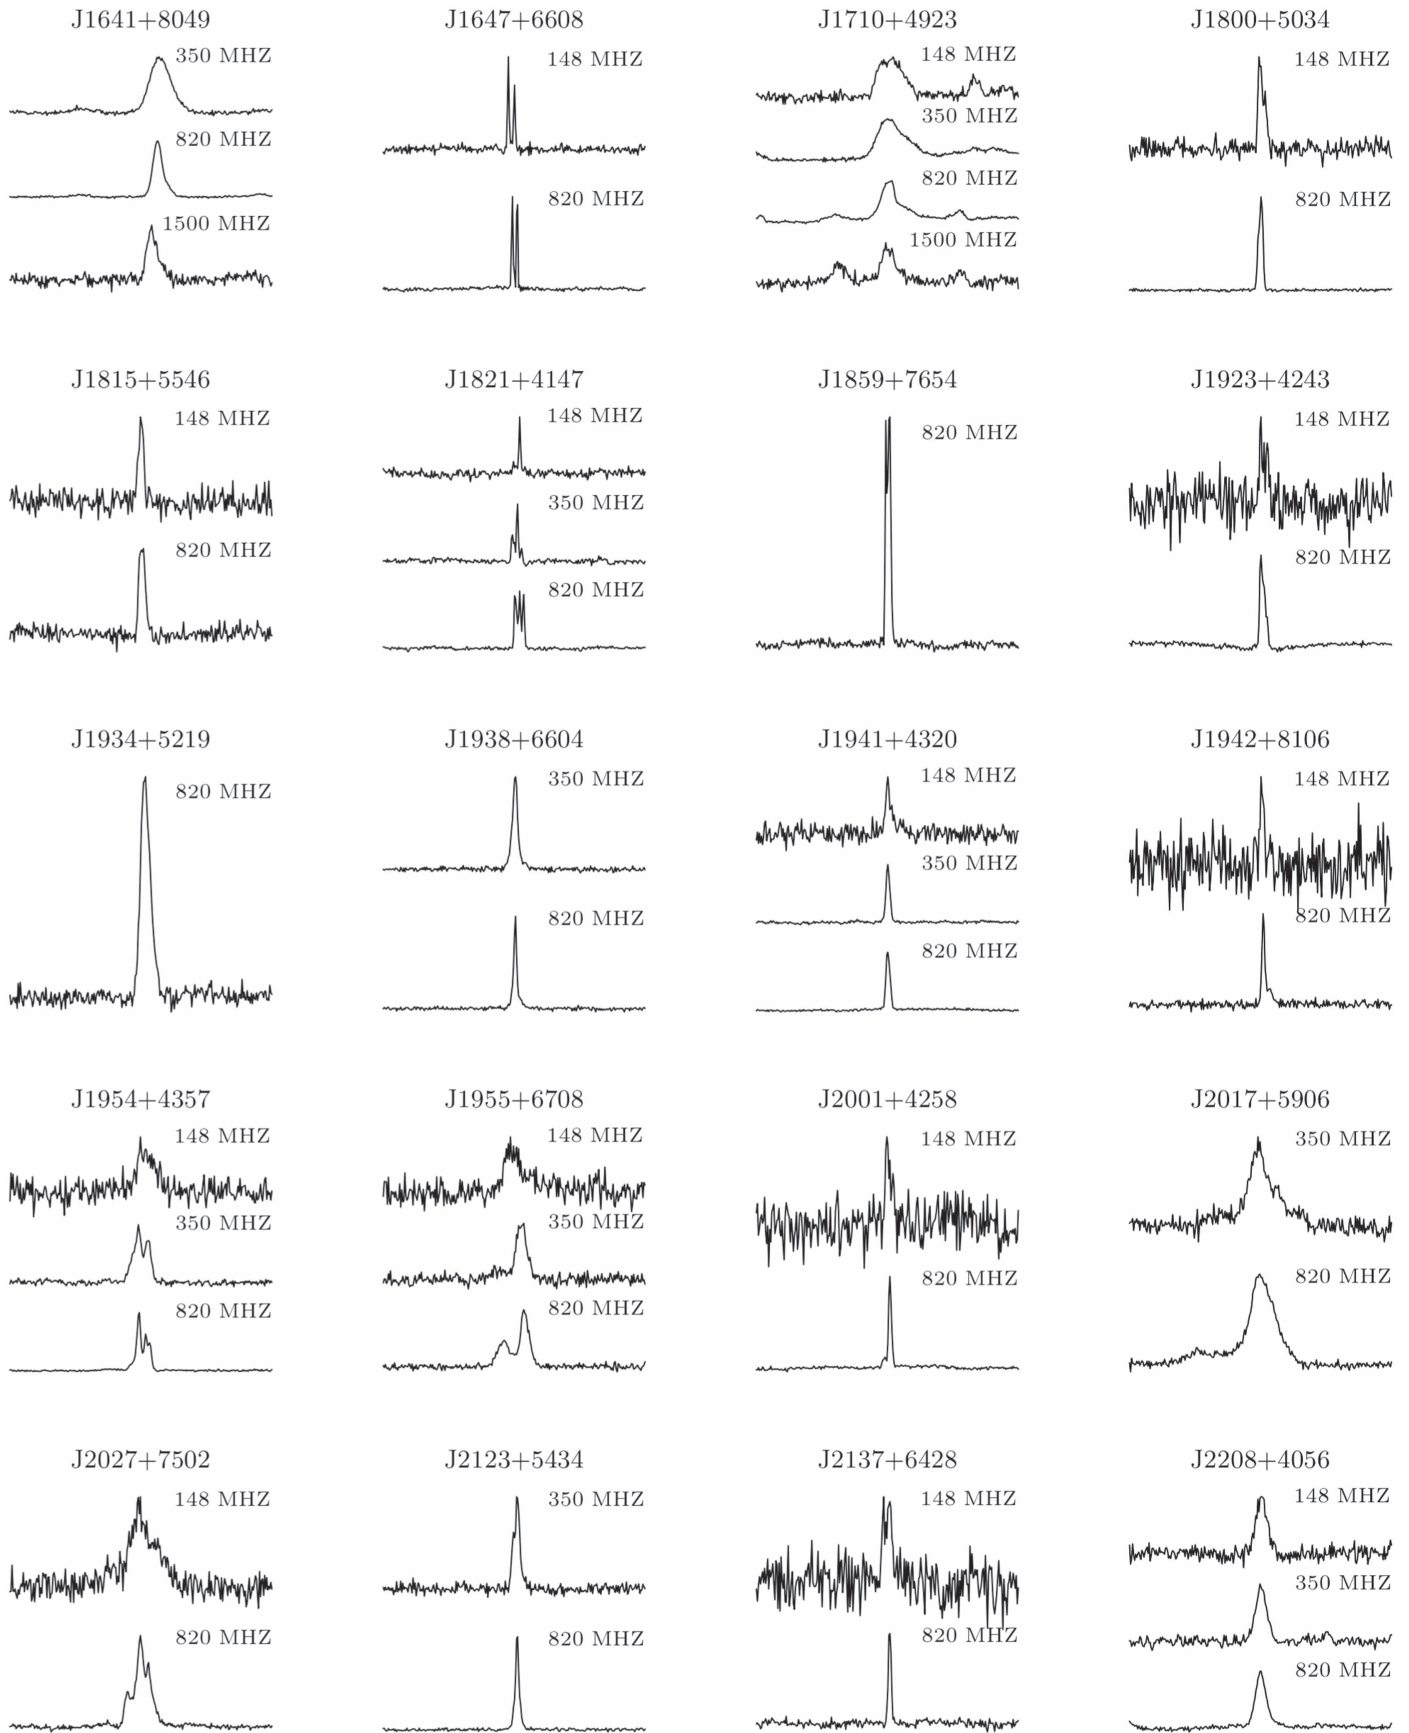 J1641+8049
350 MHZ
820 MHZ
1500 MHZ
J1647+6608
148 MHZ
820 MHZ
J1710+4923
148 MHZ
350 MHZ
820 MHZ
1500 MHZ
J1800+5034
148 MHZ
820 MHZ
J1815+5546
148 MHZ
820 MHZ
J1821+4147
148 MHZ
350 MHZ
820 MHZ
J1859+7654
820 MHZ
J1923+4243
148 MHZ
820 MHZ
J1934+5219
820 MHZ
J1938+6604
350 MHZ
820 MHZ
J1941+4320
148 MHZ
350 MHZ
820 MHZ
J1942+8106
148 MHZ
820 MHZ
J1954+4357
148 MHZ
350 MHZ
820 MHZ
J1955+6708
148 MHZ
350 MHZ
820 MHZ
J2001+4258
148 MHZ
820 MHZ
J2017+5906
350 MHZ
820 MHZ
J2027+7502
148 MHZ
820 MHZ
J2123+5434
350 MHZ
820 MHZ
J2137+6428
148 MHZ
820 MHZ
J2208+4056
148 MHZ
350 MHZ
820 MHZ